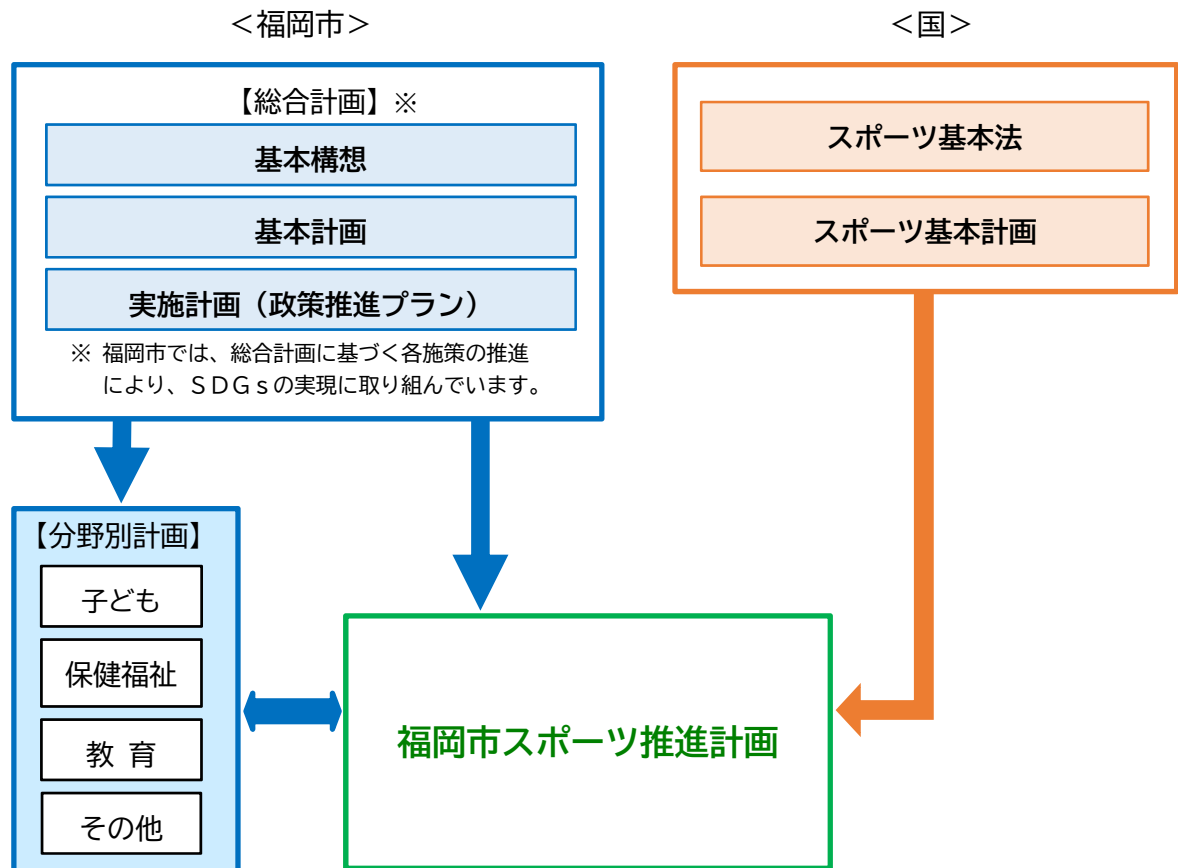 ＜福岡市＞
＜国＞
【総合計画】※
基本構想
基本計画
実施計画（政策推進プラン）
※ 福岡市では、総合計画に基づく各施策の推進
により、ＳＤＧｓの実現に取り組んでいます。
スポーツ基本法
スポーツ基本計画
【分野別計画】
子ども
保健福祉
教 育
その他
福岡市スポーツ推進計画